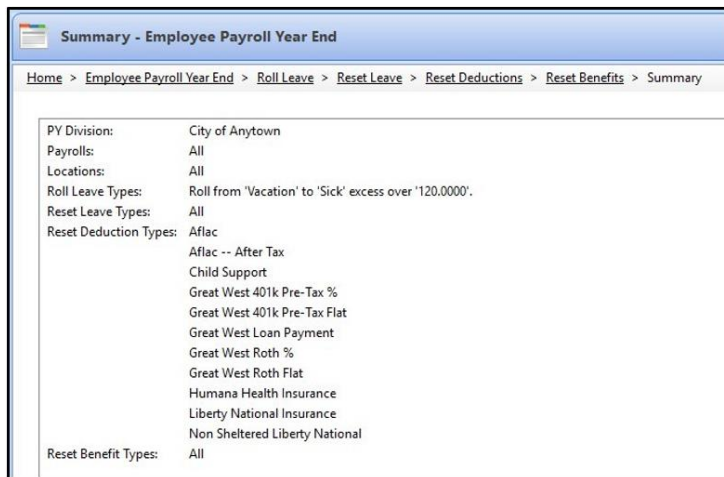 Summary - Employee Payroll Year End
Home > Employee Payroll Year End > Roll Leave > Reset Leave > Reset Deductions > Reset Benefits > Summary
PY Division: City of Anytown
Payrolls: All
Locations: All
Roll Leave Types: Roll from 'Vacation' to 'Sick' excess over '120.0000'.
Reset Leave Types: All
Reset Deduction Types: Aflac
Aflac -- After Tax
Child Support
Great West 401k Pre-Tax %
Great West 401k Pre-Tax Flat
Great West Loan Payment
Great West Roth %
Great West Roth Flat
Humana Health Insurance
Liberty National Insurance
Non Sheltered Liberty National
Reset Benefit Types: All